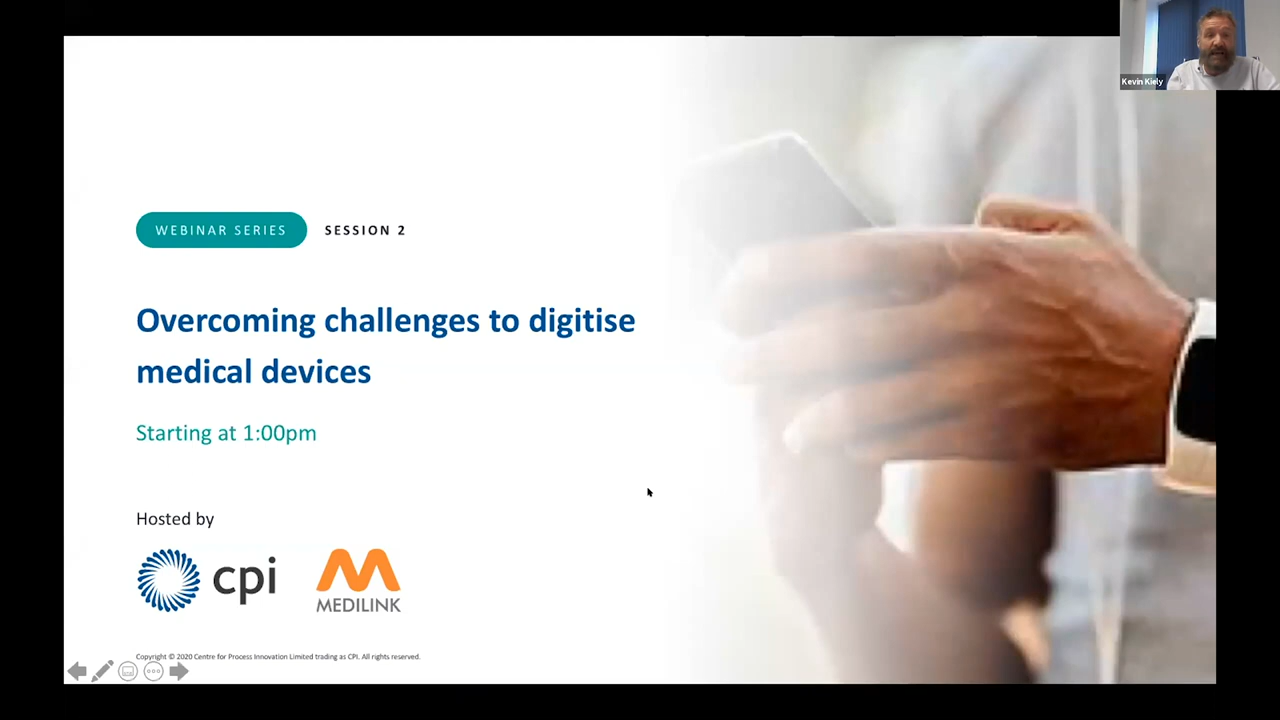 Kevin Kiely
WEBINAR SERIES SESSION 2
Overcoming challenges to digitise
medical devices
Starting at 1:00pm
Hosted by
cpi MEDILINK
Copyright © 2020 Centre for Process Innovation Limited trading as CPI. All rights reserved.